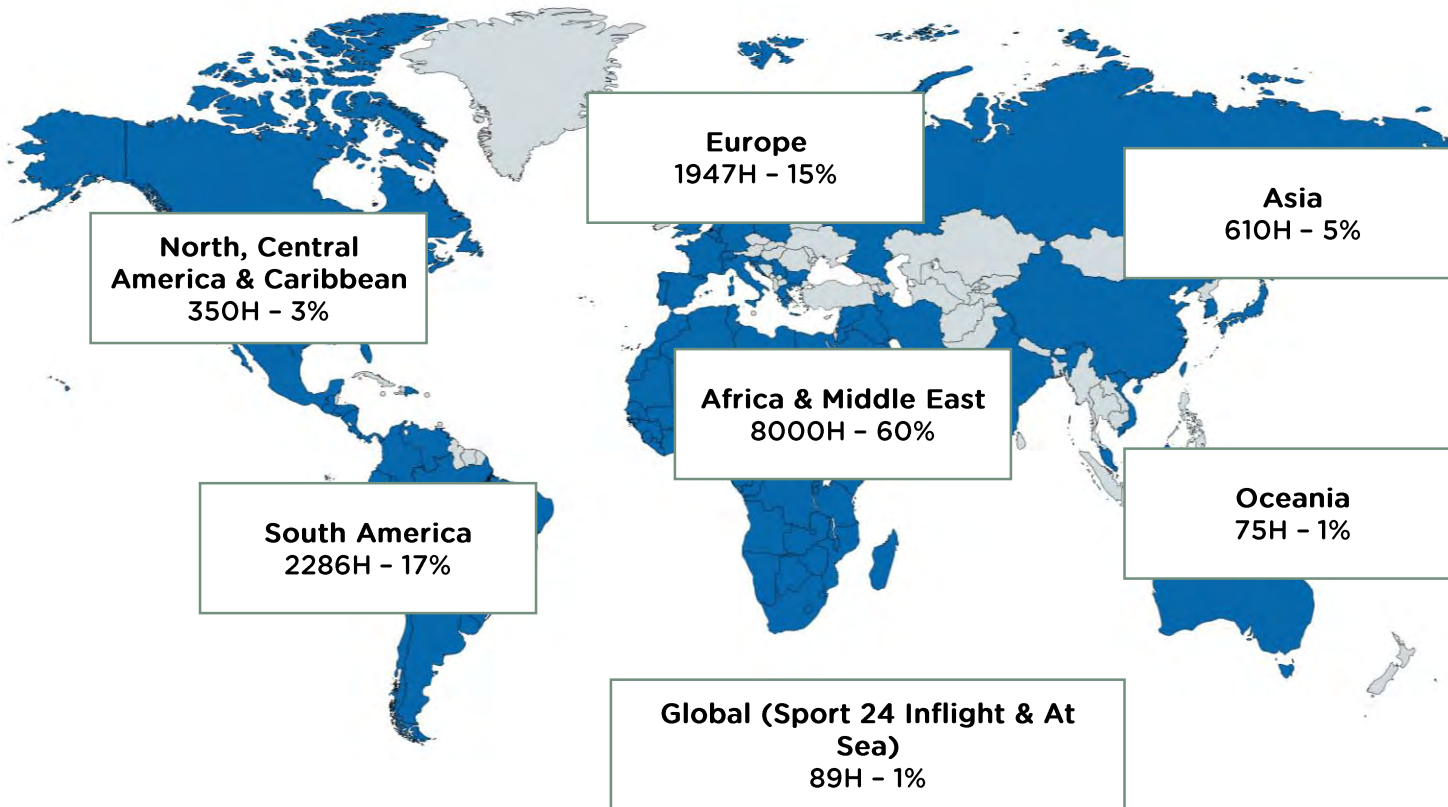 Europe
1947H – 15%
Asia
610H – 5%
North, Central
America & Caribbean
350H – 3%
Africa & Middle East
8000H – 60%
South America
2286H – 17%
Oceania
75H – 1%
Global (Sport 24 Inflight & At
Sea)
89H – 1%